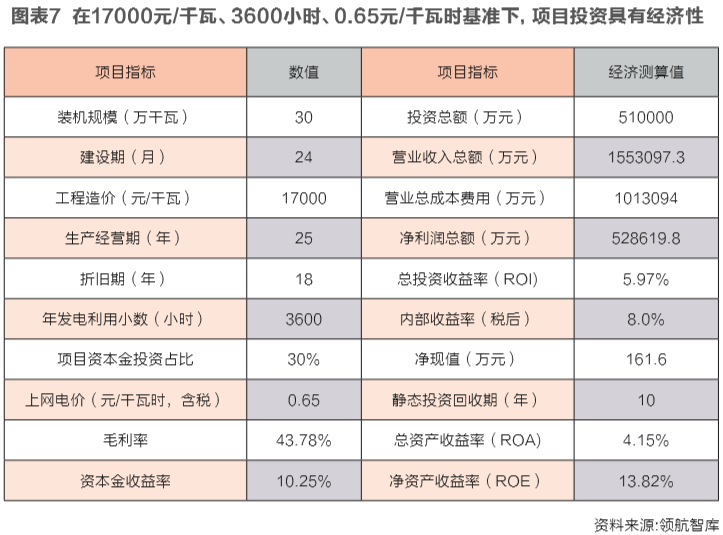 图表7 在17000元/千瓦、3600小时、0.65元/千瓦时基准下，项目投资具有经济性
项目指标 数值 项目指标 经济测算值
装机规模（万千瓦） 30 投资总额（万元） 510000
建设期（月） 24 营业收入总额（万元） 1553097.3
工程造价（元/千瓦） 17000 营业总成本费用（万元） 1013094
生产经营期（年） 25 净利润总额（万元） 528619.8
折旧期（年） 18 总投资收益率（ROI） 5.97%
年发电利用小数（小时） 3600 内部收益率（税后） 8.0%
项目资本金投资占比 30% 净现值（万元） 161.6
上网电价（元/千瓦时，含税） 0.65 静态投资回收期（年） 10
毛利率 43.78% 总资产收益率（ROA） 4.15%
资本金收益率 10.25% 净资产收益率（ROE） 13.82%
资料来源:领航智库